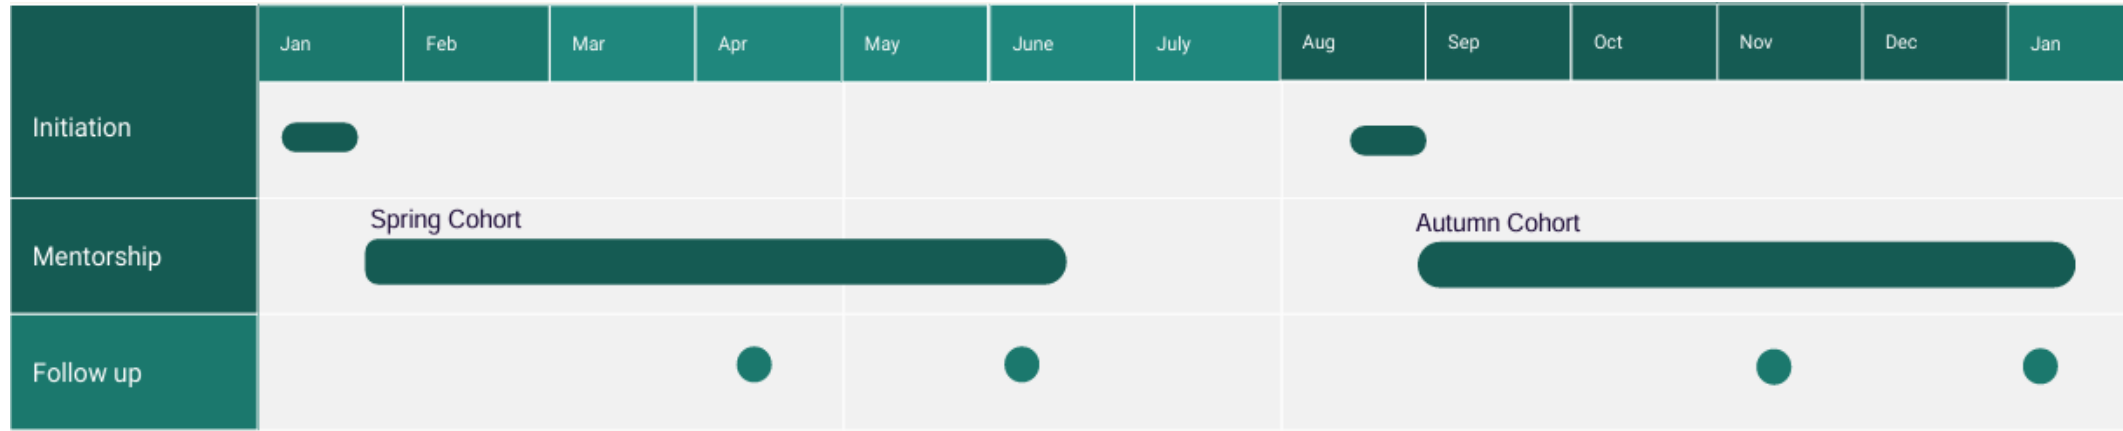 Jan Feb Mar Apr May June July Aug Sep Oct Nov Dec Jan
Initiation
Spring Cohort Autumn Cohort
Mentorship
Follow up